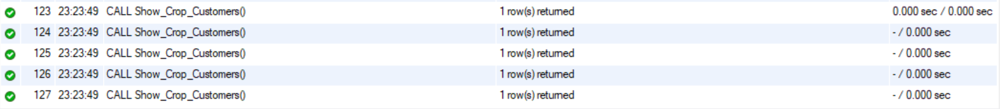 123 23:23:49 CALL Show_Crop_Customers() 1 row(s) returned 0.000 sec / 0.000 sec
124 23:23:49 CALL Show_Crop_Customers() 1 row(s) returned - / 0.000 sec
125 23:23:49 CALL Show_Crop_Customers() 1 row(s) returned - / 0.000 sec
126 23:23:49 CALL Show_Crop_Customers() 1 row(s) returned - / 0.000 sec
127 23:23:49 CALL Show_Crop_Customers() 1 row(s) returned - / 0.000 sec